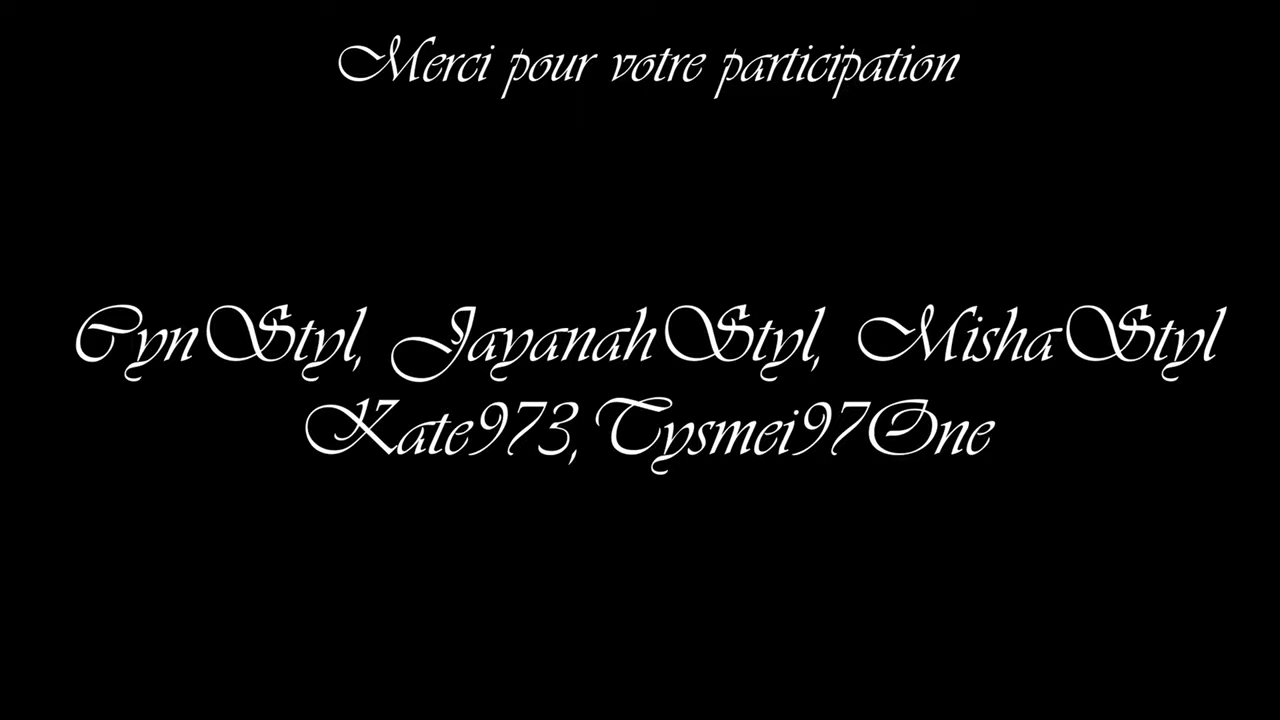 Merci pour votre participation
CynStyl, JayanahStyl, MishaStyl
Kate973,Tysmei97One